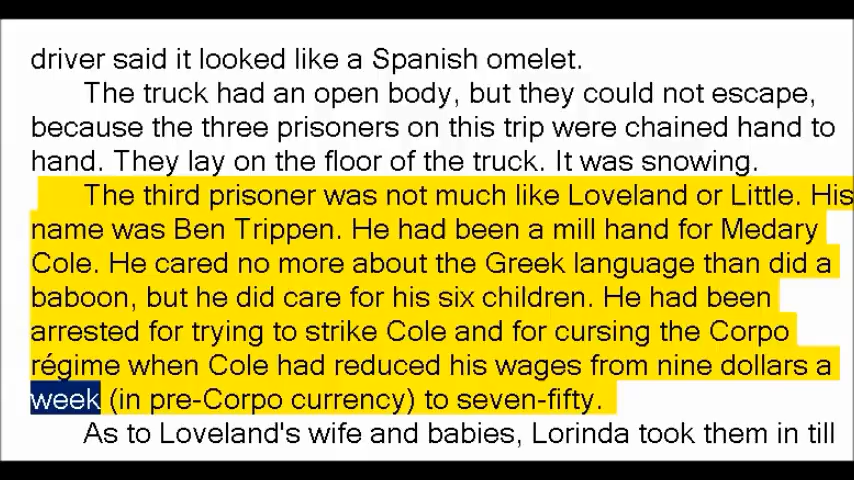 driver said it looked like a Spanish omelet.
The truck had an open body, but they could not escape,
because the three prisoners on this trip were chained hand to
hand. They lay on the floor of the truck. It was snowing.
The third prisoner was not much like Loveland or Little. His
name was Ben Trippen. He had been a mill hand for Medary
Cole. He cared no more about the Greek language than did a
baboon, but he did care for his six children. He had been
arrested for trying to strike Cole and for cursing the Corpo
régime when Cole had reduced his wages from nine dollars a
week (in pre-Corpo currency) to seven-fifty.
As to Loveland's wife and babies, Lorinda took them in till